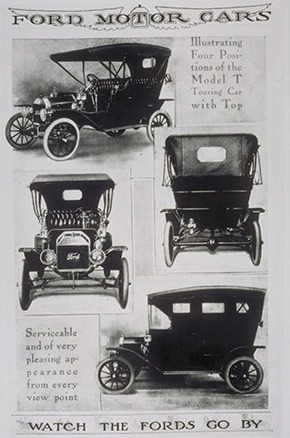 FORD MOTOR CARS
Illustrating
Four Posi-
tions of the
Model T
Touring Car
with Top
Ford
Serviceable
and of very
pleasing ap-
pearance
from every
view point
WATCH THE FORDS GO BY